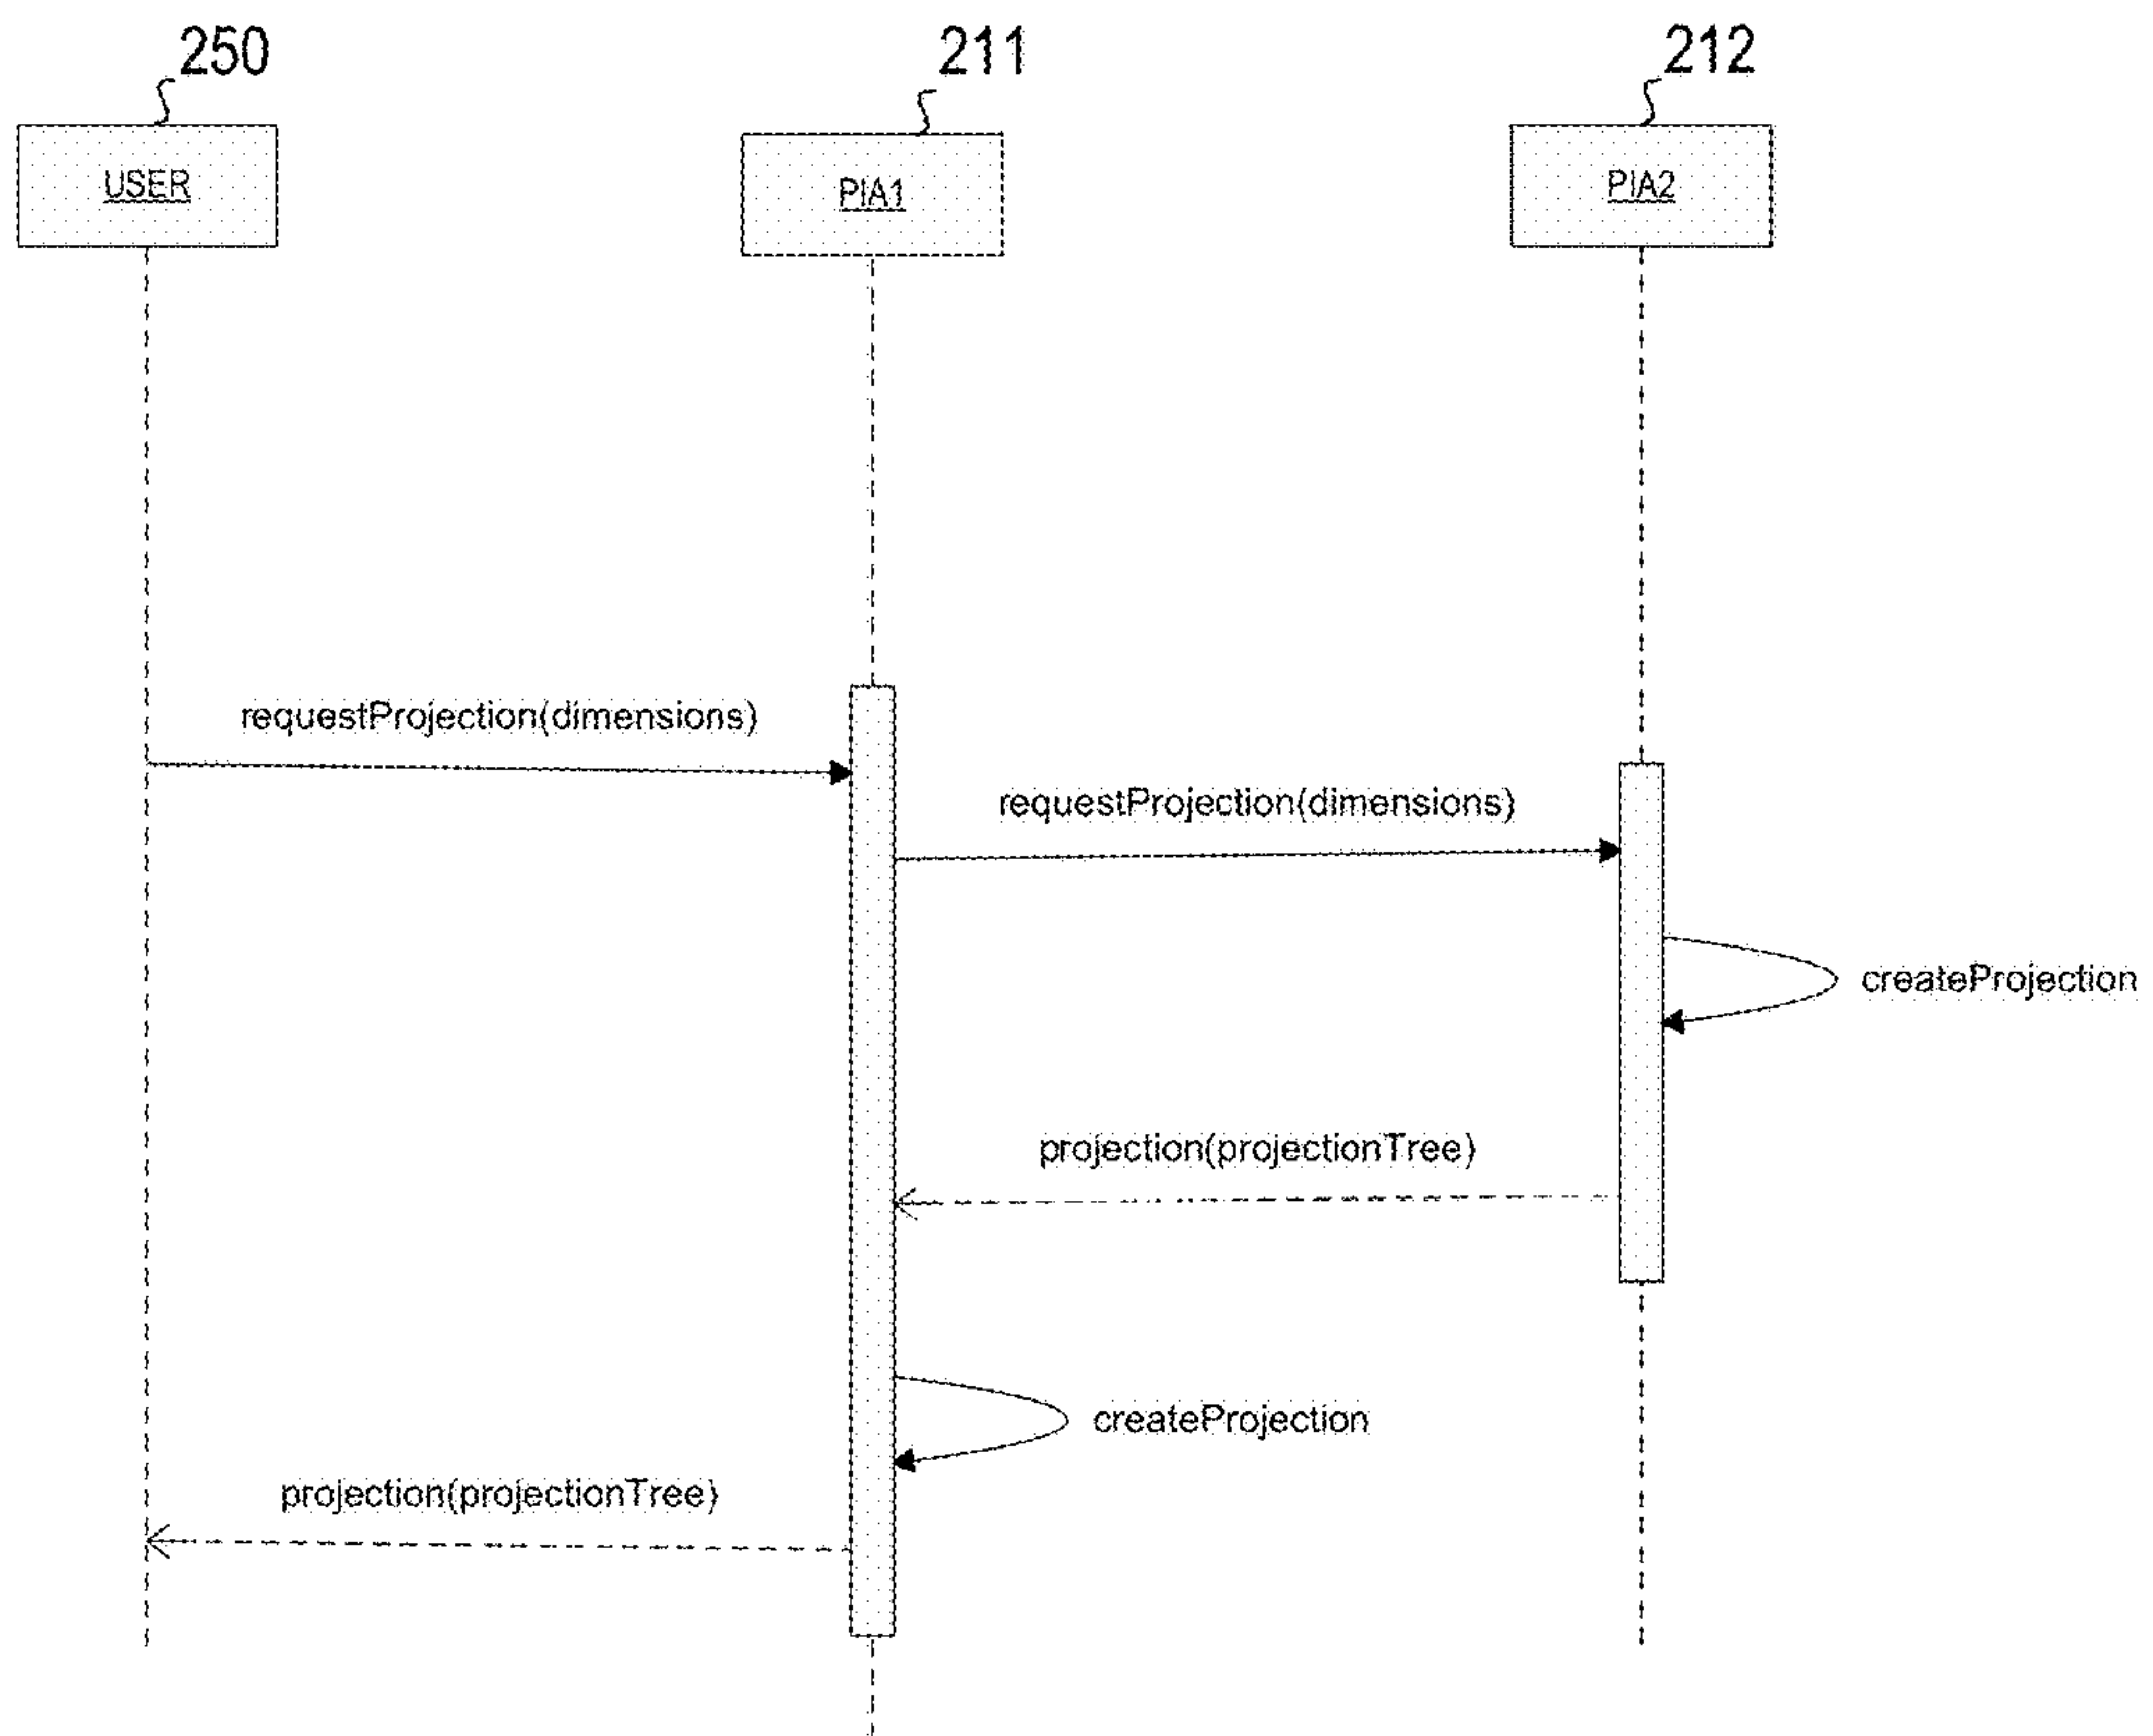 250
211
212
USER
PIA1
PIA2
requestProjection(dimensions)
requestProjection(dimensions)
createProjection
projection(projectionTree)
createProjection
projection(projectionTree)